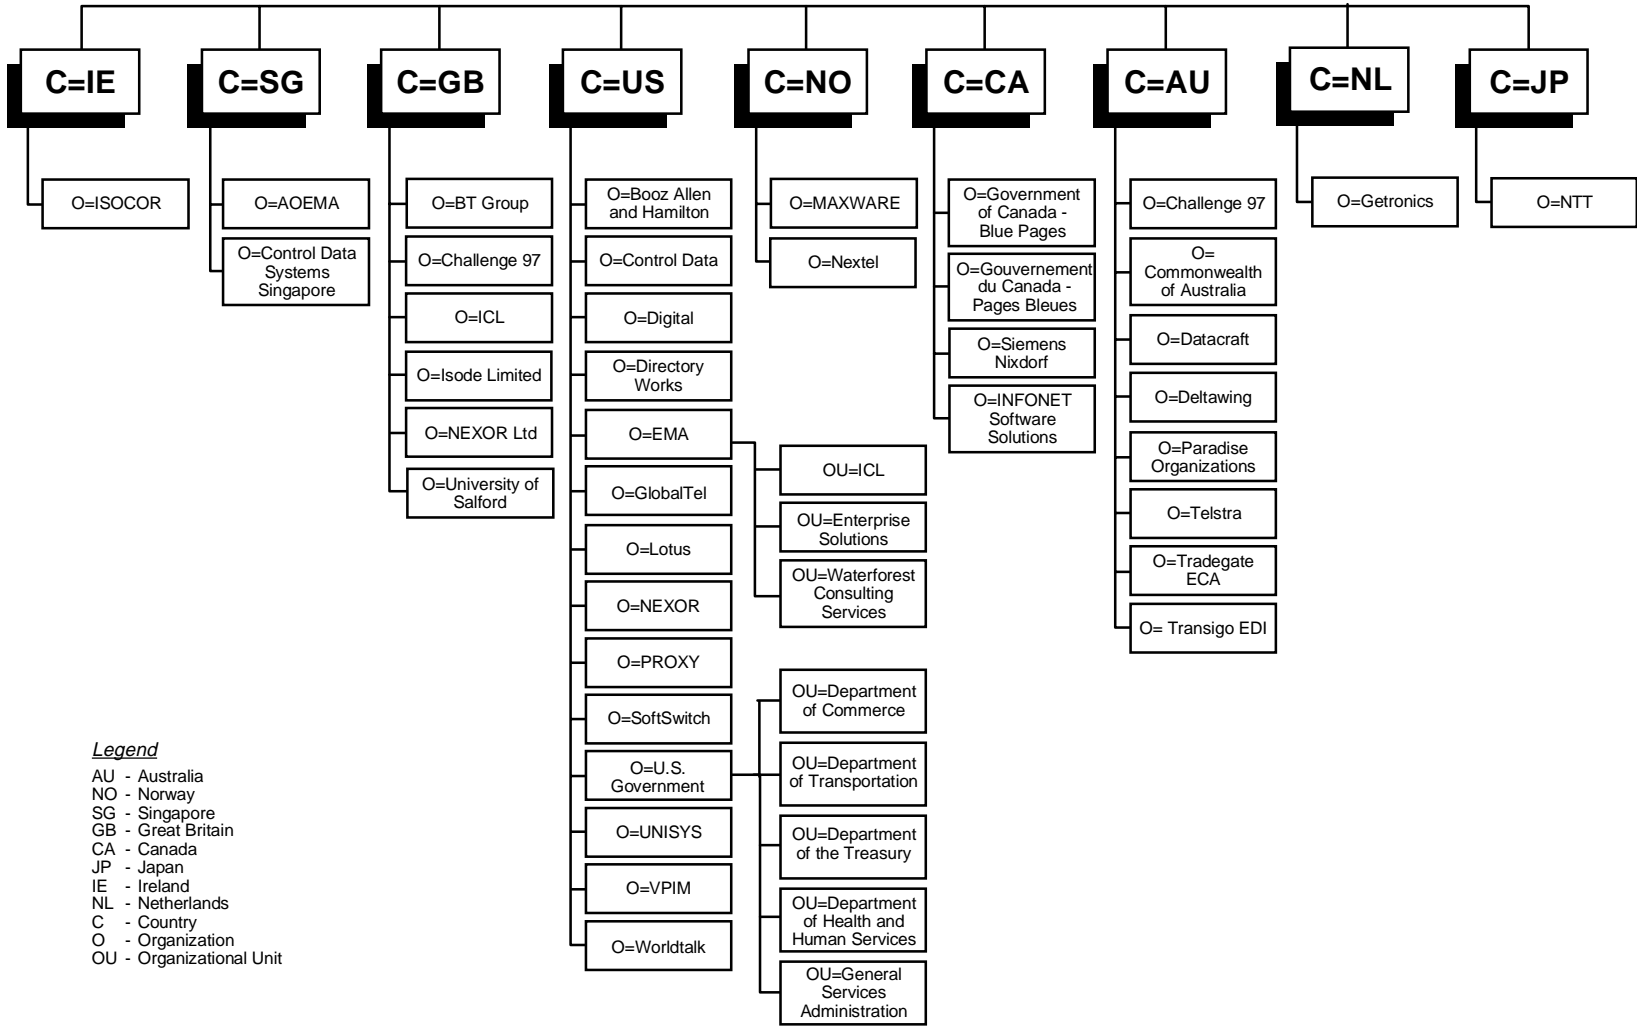 C=IE
C=SG
C=GB
C=US
C=NO
C=CA
C=AU
C=NL
C=JP
O=ISOCOR
O=AOEMA
O=Control Data
Systems
Singapore
O=BT Group
O=Challenge 97
O=ICL
O=Isode Limited
O=NEXOR Ltd
O=University of
Salford
O=Booz Allen
and Hamilton
O=Control Data
O=Digital
O=Directory
Works
O=EMA
O=GlobalTel
O=Lotus
O=NEXOR
O=PROXY
O=SoftSwitch
O=U.S.
Government
O=UNISYS
O=VPIM
O=Worldtalk
OU=ICL
OU=Enterprise
Solutions
OU=Waterforest
Consulting
Services
OU=Department
of Commerce
OU=Department
of Transportation
OU=Department
of the Treasury
OU=Department
of Health and
Human Services
OU=General
Services
Administration
O=MAXWARE
O=Nextel
O=Government
of Canada -
Blue Pages
O=Gouvernement
du Canada -
Pages Bleues
O=Siemens
Nixdorf
O=INFONET
Software
Solutions
O=Challenge 97
O=
Commonwealth
of Australia
O=Datacraft
O=Deltawing
O=Paradise
Organizations
O=Telstra
O=Tradegate
ECA
O= Transigo EDI
O=Getronics
O=NTT
Legend
AU - Australia
NO - Norway
SG - Singapore
GB - Great Britain
CA - Canada
JP - Japan
IE - Ireland
NL - Netherlands
C - Country
O - Organization
OU - Organizational Unit